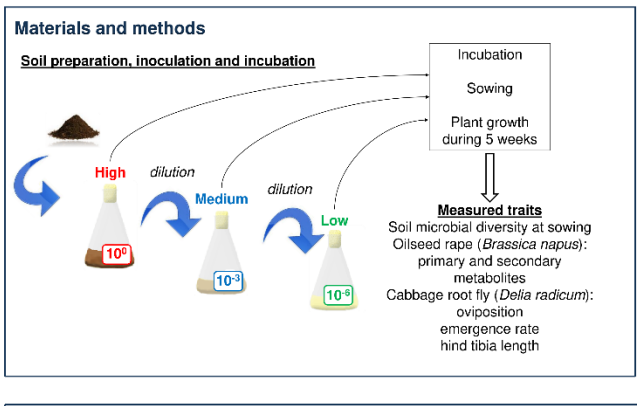 Materials and methods
Soil preparation, inoculation and incubation
Incubation
Sowing
Plant growth
during 5 weeks
High
dilution
Medium
dilution
Low
10⁰
10⁻³
10⁻⁶
Measured traits
Soil microbial diversity at sowing
Oilseed rape (Brassica napus):
primary and secondary
metabolites
Cabbage root fly (Delia radicum):
oviposition
emergence rate
hind tibia length